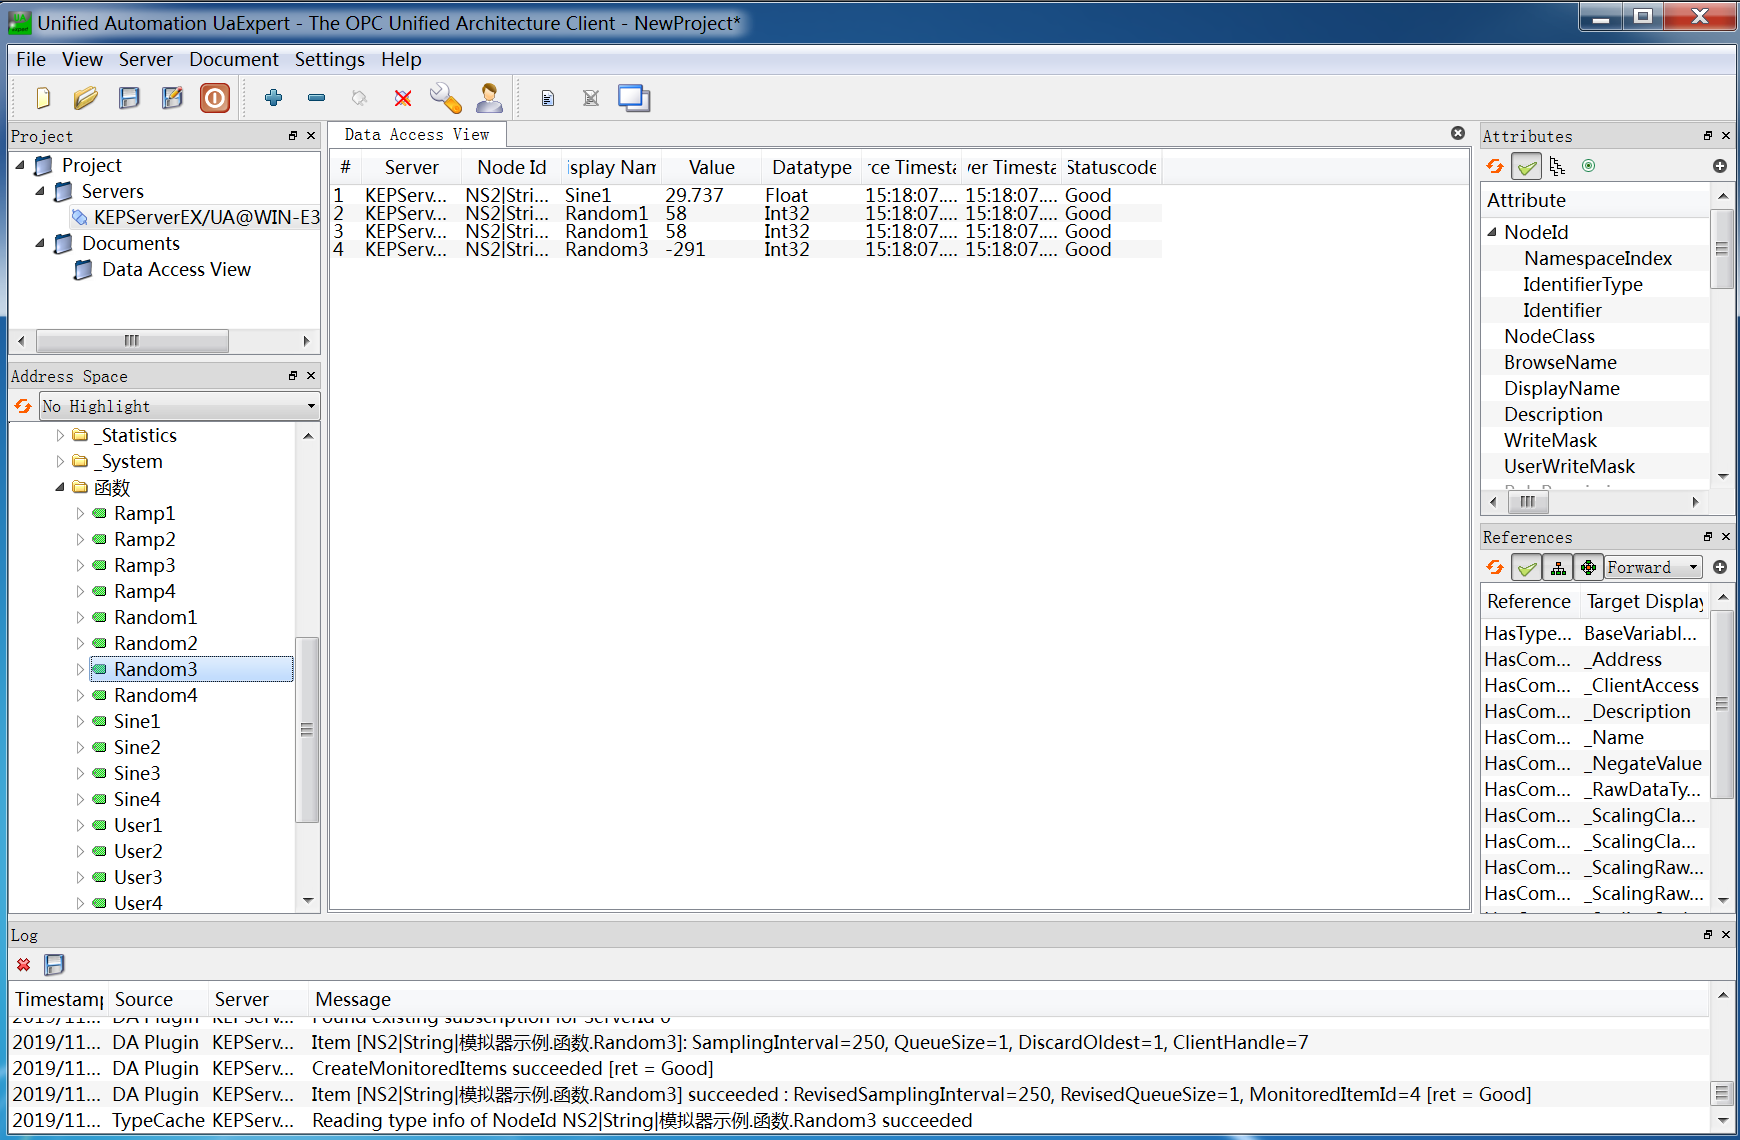 Unified Automation UaExpert - The OPC Unified Architecture Client - NewProject*
File View Server Document Settings Help
Project
Project
Servers
KEPServerEX/UA@WIN-E3
Documents
Data Access View
Address Space
No Highlight
_Statistics
_System
函数
Ramp1
Ramp2
Ramp3
Ramp4
Random1
Random2
Random3
Random4
Sine1
Sine2
Sine3
Sine4
User1
User2
User3
User4
Data Access View
# Server Node Id isplay Nam Value Datatype rce Timesta ver Timesta Statuscode
1 KEPServ... NS2|Stri... Sine1 29.737 Float 15:18:07.... 15:18:07.... Good
2 KEPServ... NS2|Stri... Random1 58 Int32 15:18:07.... 15:18:07.... Good
3 KEPServ... NS2|Stri... Random1 58 Int32 15:18:07.... 15:18:07.... Good
4 KEPServ... NS2|Stri... Random3 -291 Int32 15:18:07.... 15:18:07.... Good
Attributes
Attribute
NodeId
NamespaceIndex
IdentifierType
Identifier
NodeClass
BrowseName
DisplayName
Description
WriteMask
UserWriteMask
References
Forward
Reference Target Display
HasType... BaseVariabl...
HasCom... _Address
HasCom... _ClientAccess
HasCom... _Description
HasCom... _Name
HasCom... _NegateValue
HasCom... _RawDataTy...
HasCom... _ScalingCla...
HasCom... _ScalingCla...
HasCom... _ScalingRaw...
HasCom... _ScalingRaw...
Log
Timestamp Source Server Message
2019/11... DA Plugin KEPServ... Found existing subscription for ServerId 0
2019/11... DA Plugin KEPServ... Item [NS2|String|模拟器示例.函数.Random3]: SamplingInterval=250, QueueSize=1, DiscardOldest=1, ClientHandle=7
2019/11... DA Plugin KEPServ... CreateMonitoredItems succeeded [ret = Good]
2019/11... DA Plugin KEPServ... Item [NS2|String|模拟器示例.函数.Random3] succeeded : RevisedSamplingInterval=250, RevisedQueueSize=1, MonitoredItemId=4 [ret = Good]
2019/11... TypeCache KEPServ... Reading type info of NodeId NS2|String|模拟器示例.函数.Random3 succeeded